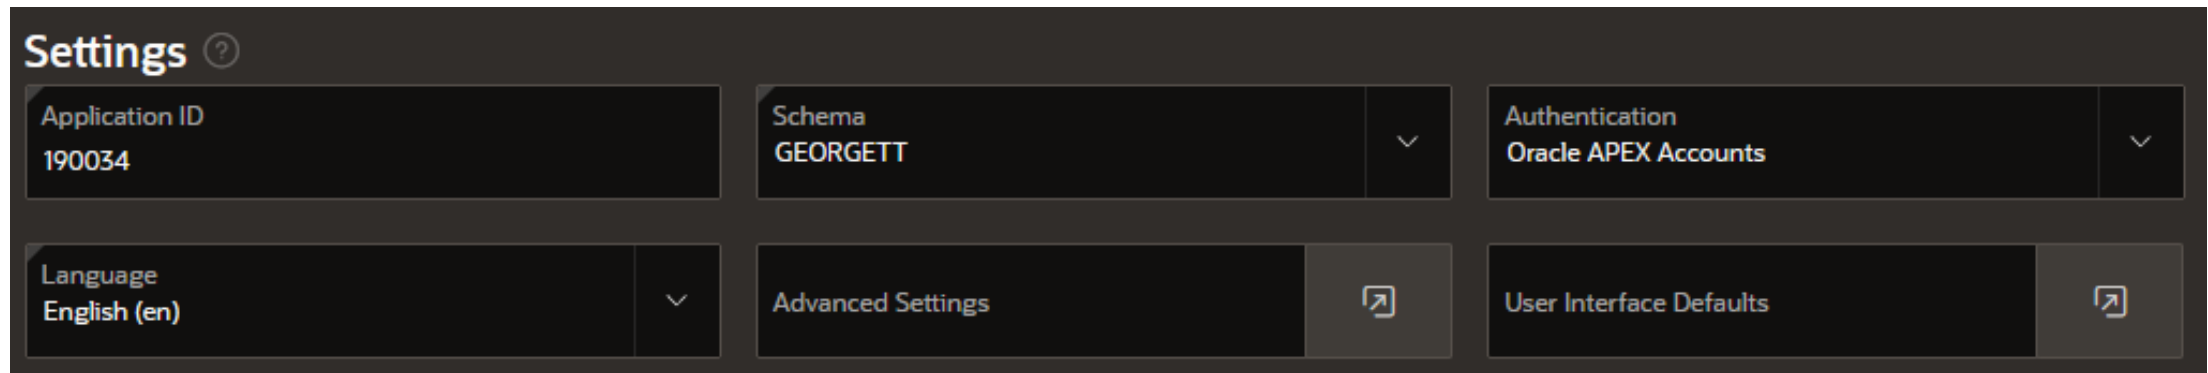 Settings ?
Application ID
190034
Schema
GEORGETT
Authentication
Oracle APEX Accounts
Language
English (en)
Advanced Settings
User Interface Defaults